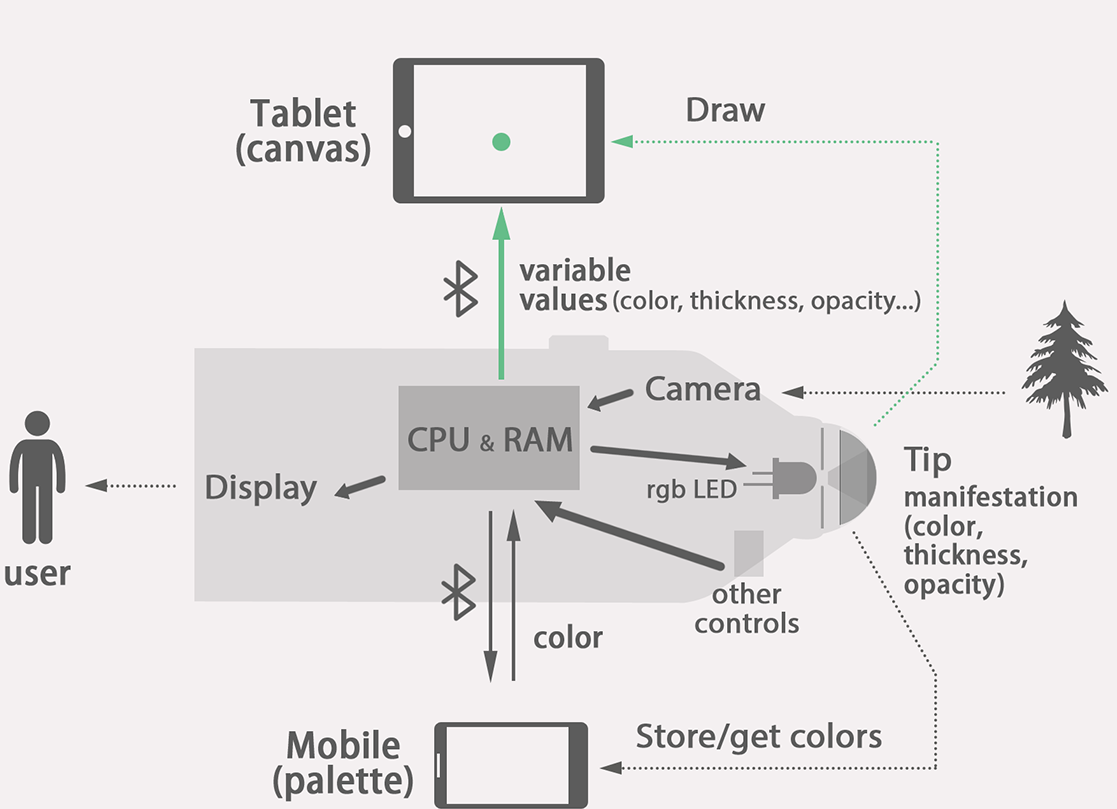 Draw
Tablet
(canvas)
variable
values (color, thickness, opacity...)
Camera
CPU & RAM
Display
rgb LED
Tip
manifestation
(color,
thickness,
opacity)
user
other
controls
color
Store/get colors
Mobile
(palette)